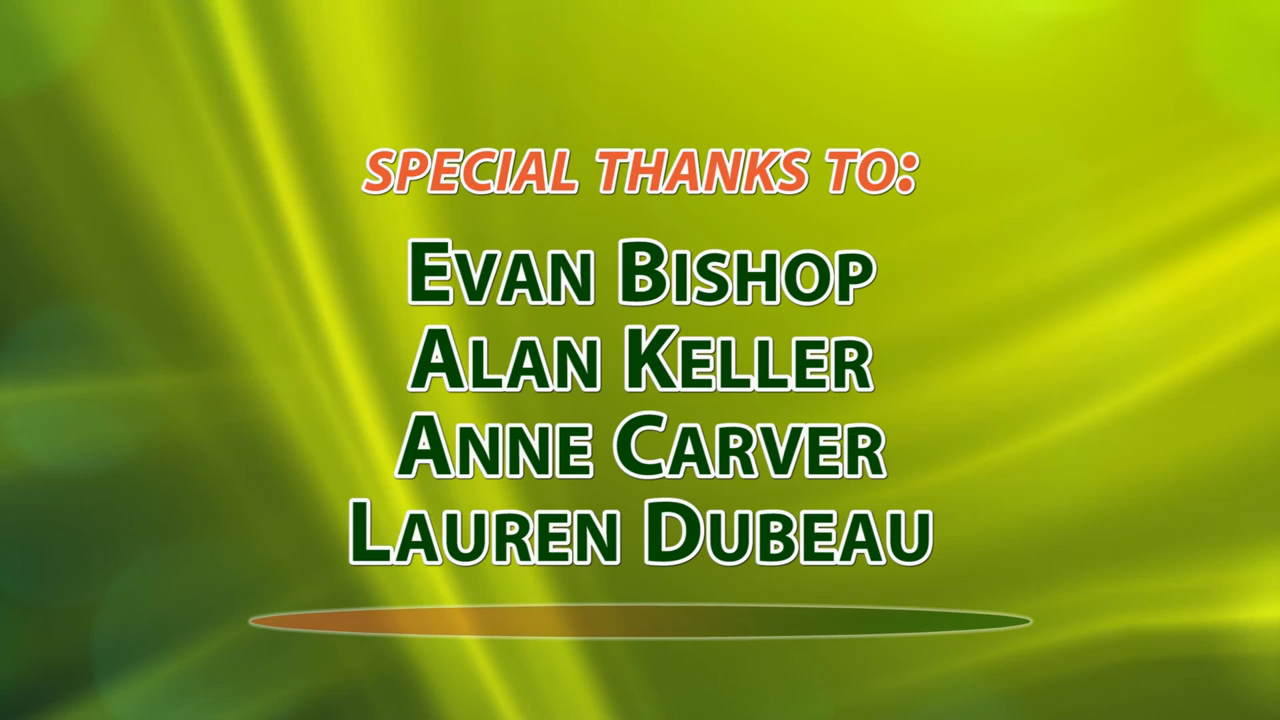 SPECIAL THANKS TO:
EVAN BISHOP
ALAN KELLER
ANNE CARVER
LAUREN DUBEAU